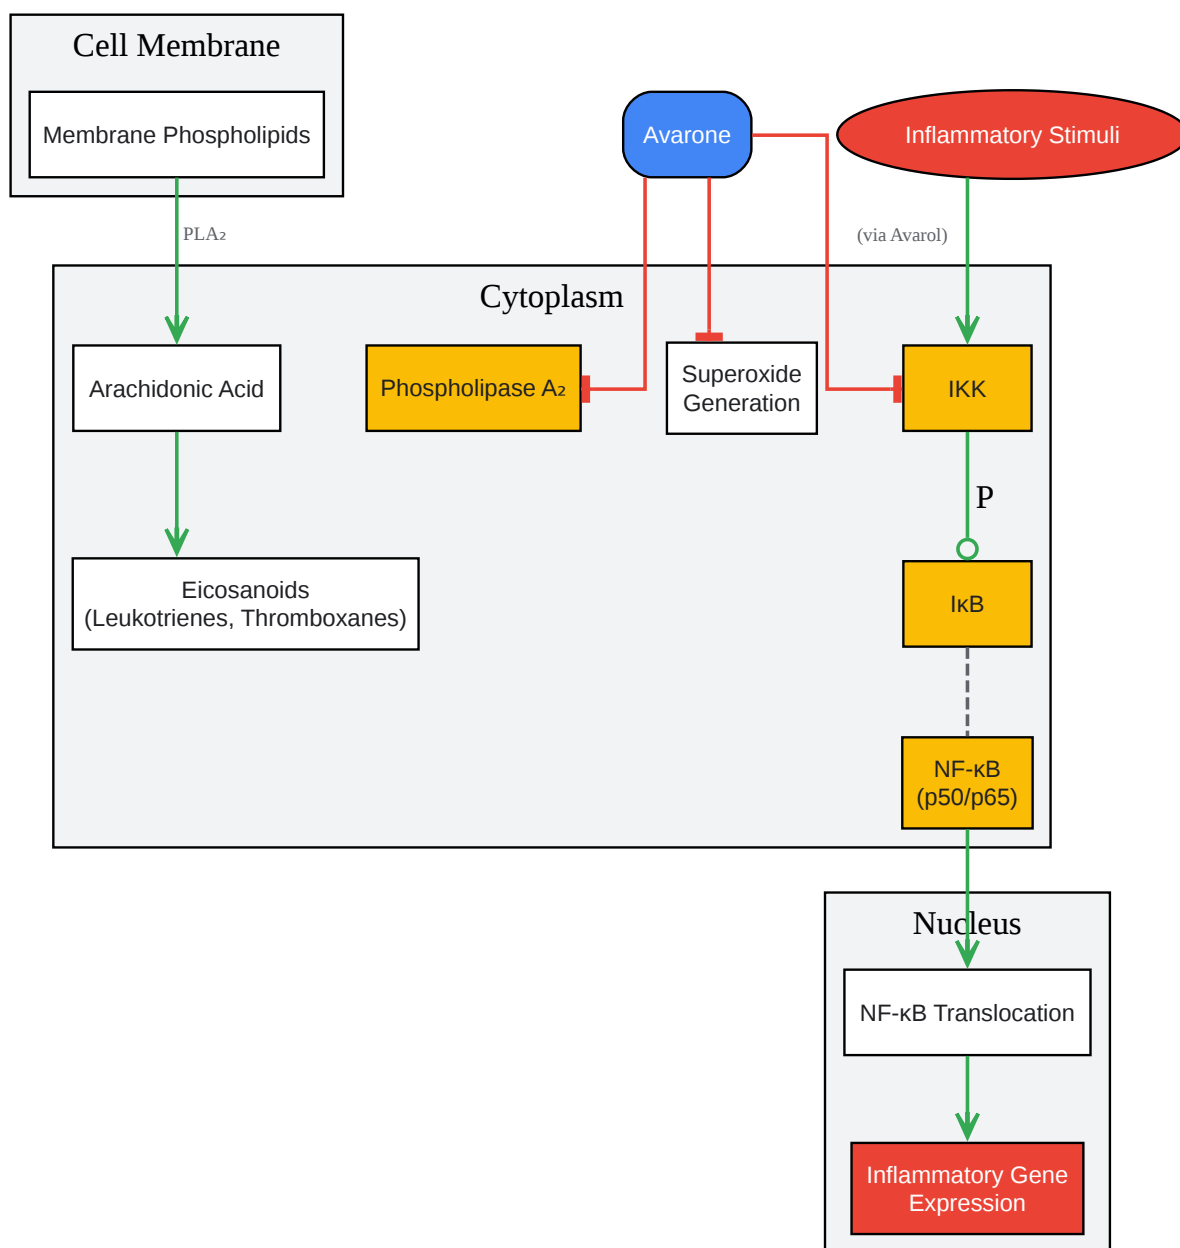 Cell Membrane
Membrane Phospholipids
Avarone
Inflammatory Stimuli
PLA₂
(via Avarol)
Cytoplasm
Arachidonic Acid
Phospholipase A₂
Superoxide
Generation
IKK
P
Eicosanoids
(Leukotrienes, Thromboxanes)
IκB
NF-κB
(p50/p65)
Nucleus
NF-κB Translocation
Inflammatory Gene
Expression